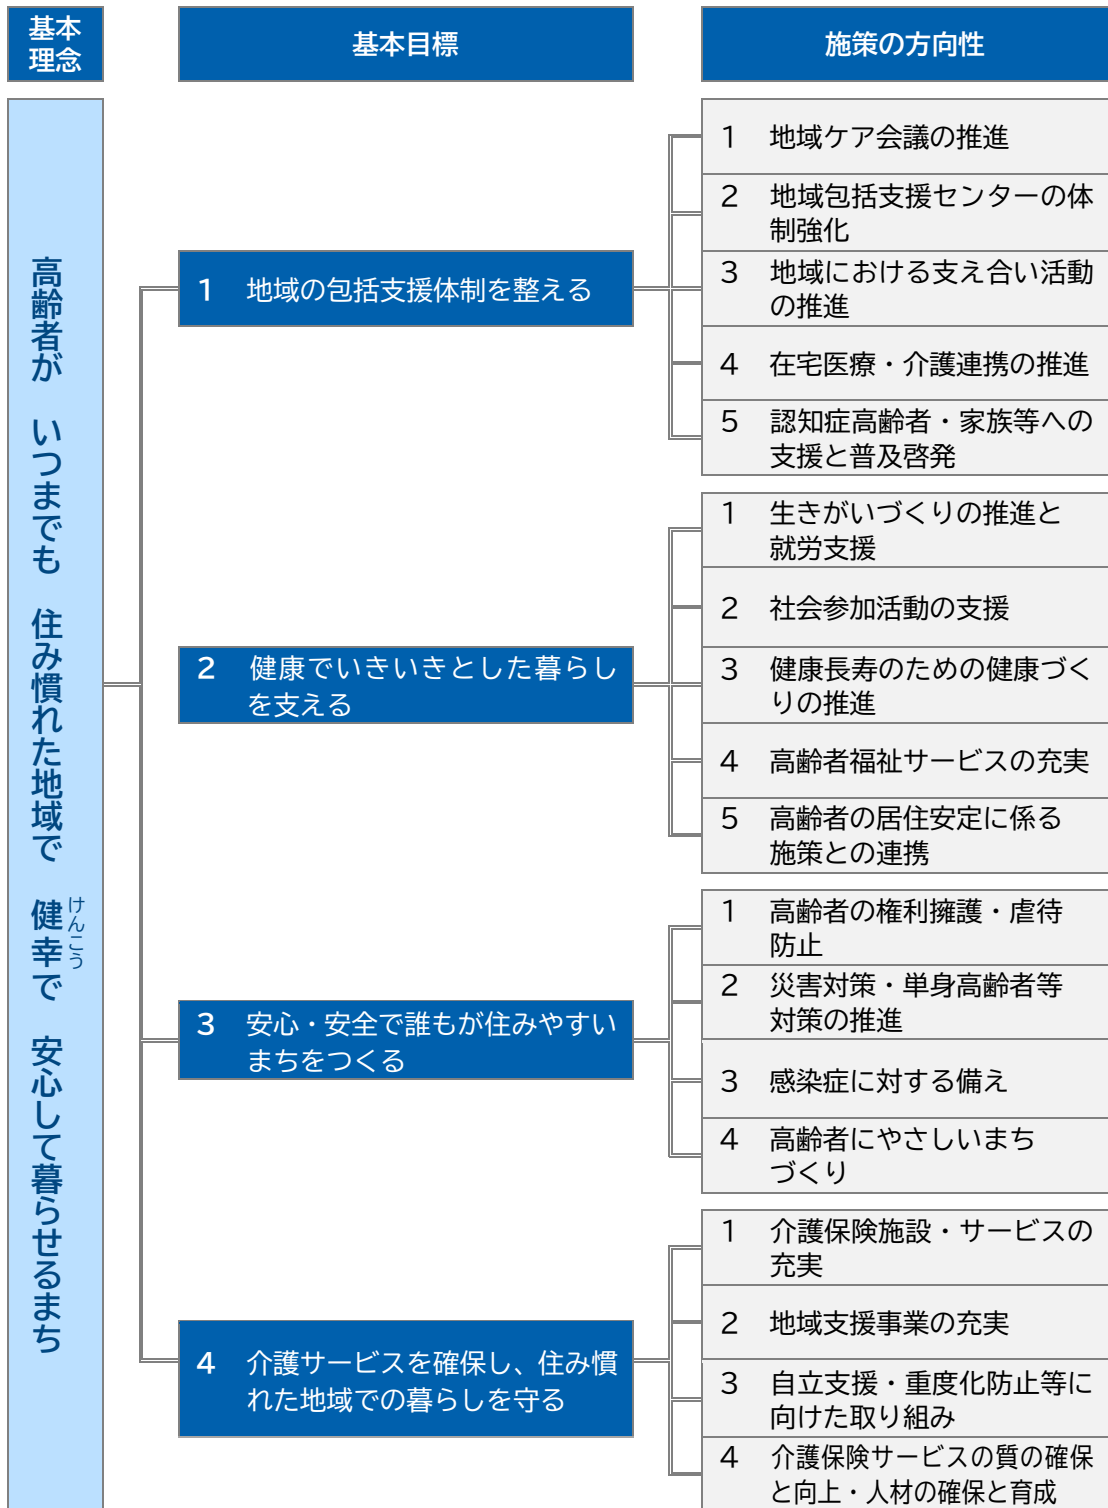 基本
理念
基本目標
施策の方向性
高齢者が　いつまでも　住み慣れた地域で　健幸で　安心して暮らせるまち
けんこう
1　地域の包括支援体制を整える
1　地域ケア会議の推進
2　地域包括支援センターの体
制強化
3　地域における支え合い活動
の推進
4　在宅医療・介護連携の推進
5　認知症高齢者・家族等への
支援と普及啓発
2　健康でいきいきとした暮らし
を支える
1　生きがいづくりの推進と
就労支援
2　社会参加活動の支援
3　健康長寿のための健康づく
りの推進
4　高齢者福祉サービスの充実
5　高齢者の居住安定に係る
施策との連携
3　安心・安全で誰もが住みやすい
まちをつくる
1　高齢者の権利擁護・虐待
防止
2　災害対策・単身高齢者等
対策の推進
3　感染症に対する備え
4　高齢者にやさしいまち
づくり
4　介護サービスを確保し、住み慣
れた地域での暮らしを守る
1　介護保険施設・サービスの
充実
2　地域支援事業の充実
3　自立支援・重度化防止等に
向けた取り組み
4　介護保険サービスの質の確保
と向上・人材の確保と育成